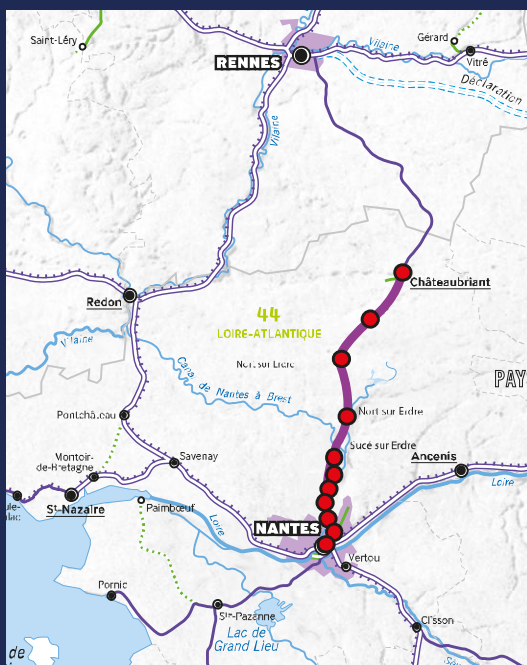 Saint-Léry
Gérard
Vilaine
Vitré
RENNES
Déclaration
Vilaine
Châteaubriant
Redon
44
LOIRE-ATLANTIQUE
Vilaine
Nort sur Erdre
PAY
Canal de Nantes à Brest
Nort sur Erdre
Pontchâteau
Sucé sur Erdre
Montoir-
de-Bretagne
Savenay
Ancenis
Loire
St-Nazaire
Paimbœuf
Loire
NANTES
Vertou
Pornic
Ste-Pazanne
Clisson
Lac de
Grand Lieu
de